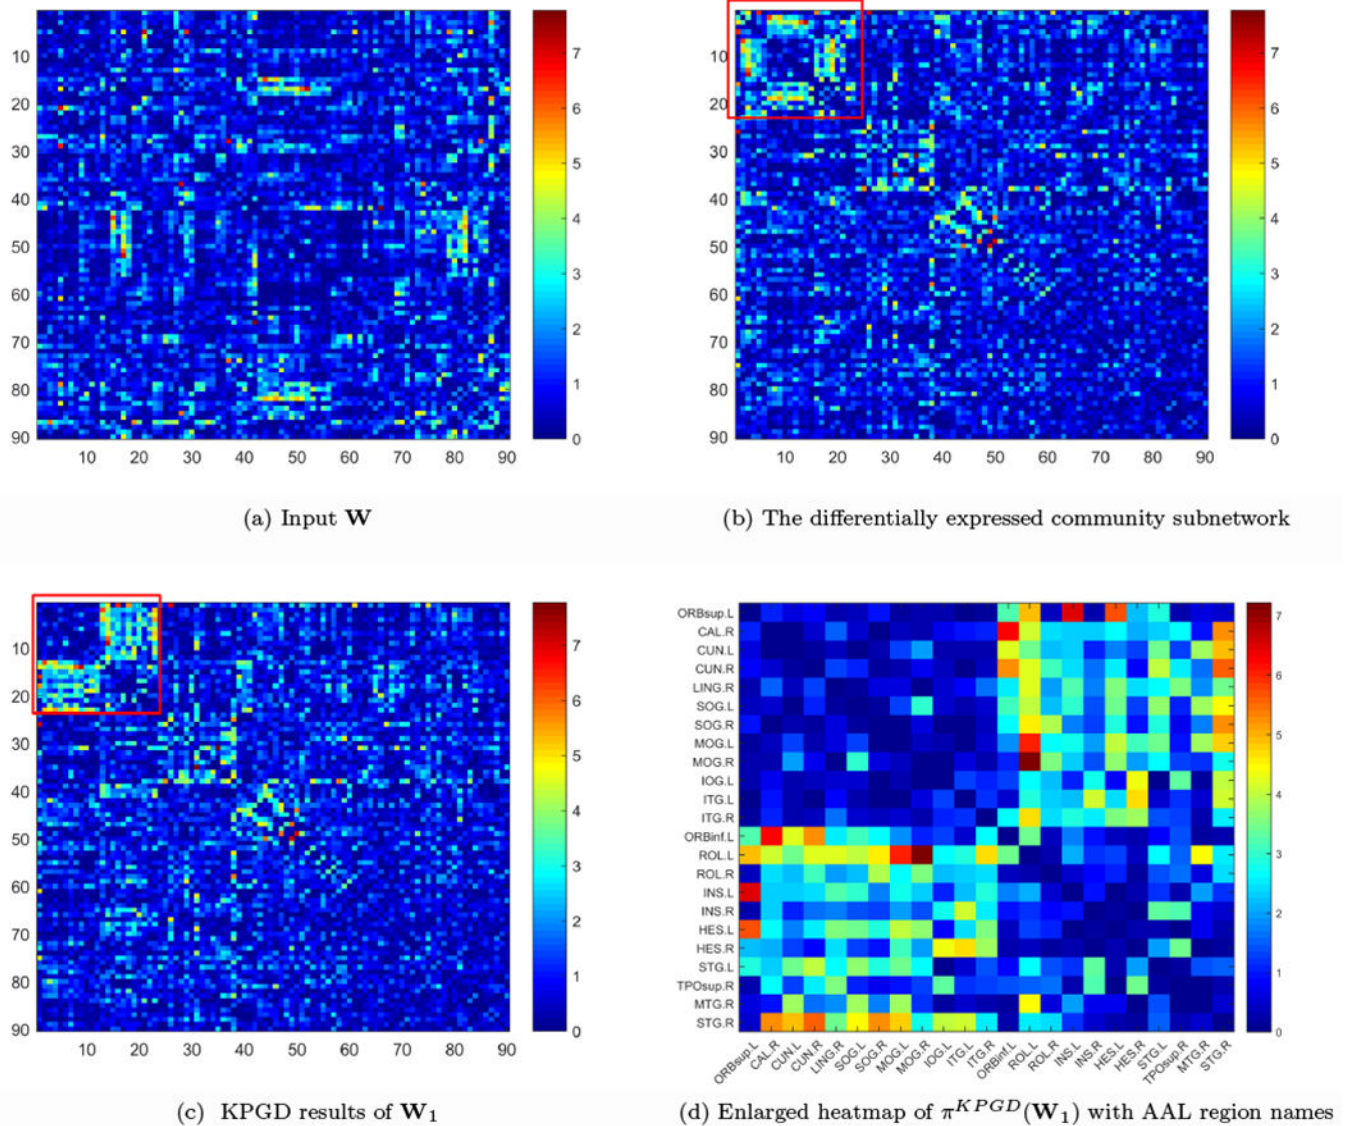 10
20
30
40
50
60
70
80
90
10 20 30 40 50 60 70 80 90
7
6
5
4
3
2
1
0
(a) Input W
10
20
30
40
50
60
70
80
90
10 20 30 40 50 60 70 80 90
7
6
5
4
3
2
1
0
(b) The differentially expressed community subnetwork
10
20
30
40
50
60
70
80
90
10 20 30 40 50 60 70 80 90
7
6
5
4
3
2
1
0
(c) KPGD results of W₁
ORBsup.L
CAL.R
CUN.L
CUN.R
LING.R
SOG.L
SOG.R
MOG.L
MOG.R
IOG.L
ITG.L
ITG.R
ORBinf.L
ROL.L
ROL.R
INS.L
INS.R
HES.L
HES.R
STG.L
TPOsup.R
MTG.R
STG.R
ORBsup.L CAL.R CUN.L CUN.R LING.R SOG.L SOG.R MOG.L MOG.R IOG.L ITG.L ITG.R ORBinf.L ROL.L ROL.R INS.L INS.R HES.L HES.R STG.L TPOsup.R MTG.R STG.R
7
6
5
4
3
2
1
0
(d) Enlarged heatmap of π^{KPGD}(W₁) with AAL region names